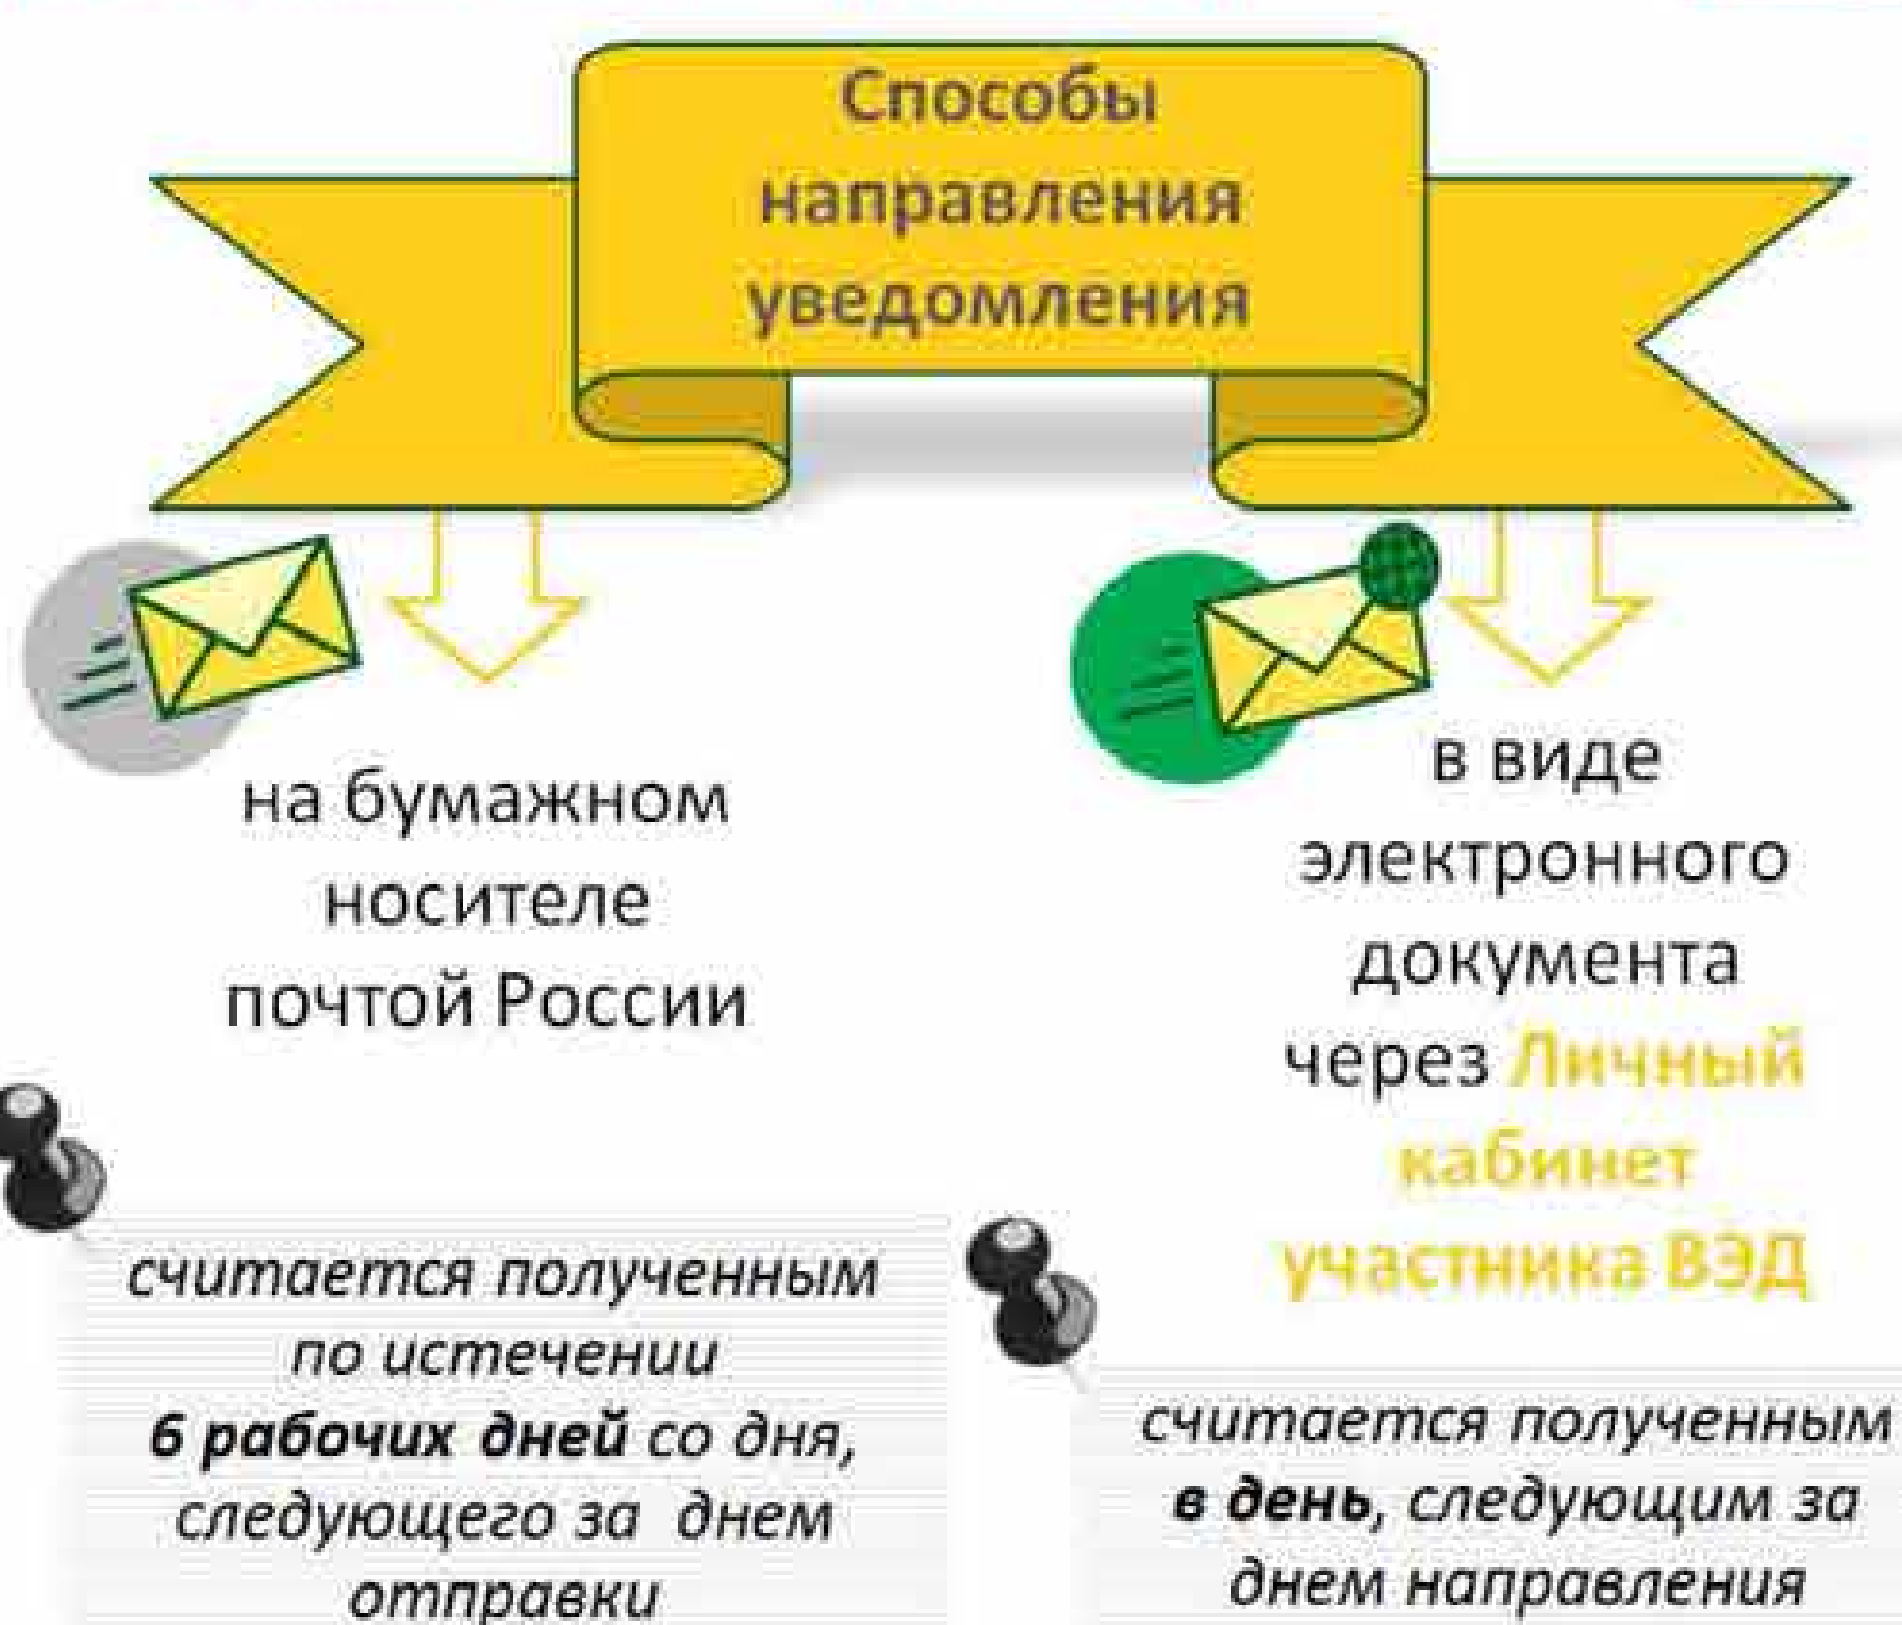 Способы
направления
уведомления
на бумажном
носителе
почтой России
считается полученным
по истечении
6 рабочих дней со дня,
следующего за днем
отправки
в виде
электронного
документа
через Личный
кабинет
участника ВЭД
считается полученным
в день, следующим за
днем направления